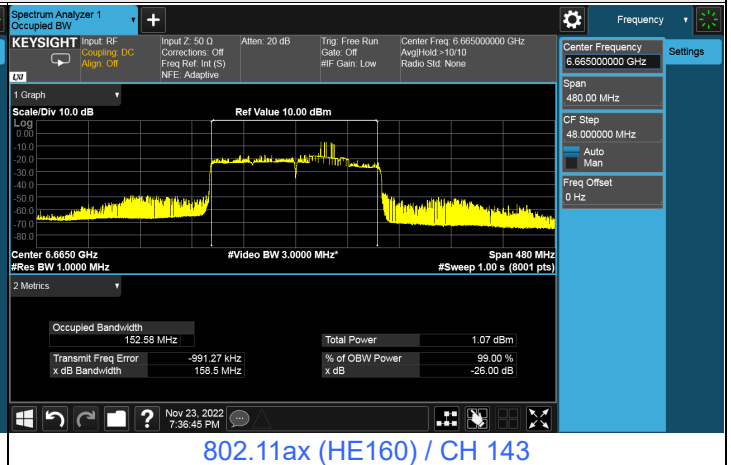 Spectrum Analyzer 1
Occupied BW
+
Frequency
KEYSIGHT Input: RF Input Z: 50 Ω Atten: 20 dB Trig: Free Run Center Freq: 6.665000000 GHz
Coupling: DC Corrections: Off Gate: Off Avg|Hold:>10/10
Align: Off Freq Ref: Int (S) #IF Gain: Low Radio Std: None
NFE: Adaptive
LXI
Center Frequency
6.665000000 GHz
Settings
Span
480.00 MHz
CF Step
48.000000 MHz
Auto
Man
Freq Offset
0 Hz
1 Graph
Scale/Div 10.0 dB Ref Value 10.00 dBm
Log
0.00
-10.0
-20.0
-30.0
-40.0
-50.0
-60.0
-70.0
-80.0
Center 6.6650 GHz #Video BW 3.0000 MHz* Span 480 MHz
#Res BW 1.0000 MHz #Sweep 1.00 s (8001 pts)
2 Metrics
Occupied Bandwidth
152.58 MHz Total Power 1.07 dBm
Transmit Freq Error -991.27 kHz % of OBW Power 99.00 %
x dB Bandwidth 158.5 MHz x dB -26.00 dB
? Nov 23, 2022
7:36:45 PM
802.11ax (HE160) / CH 143